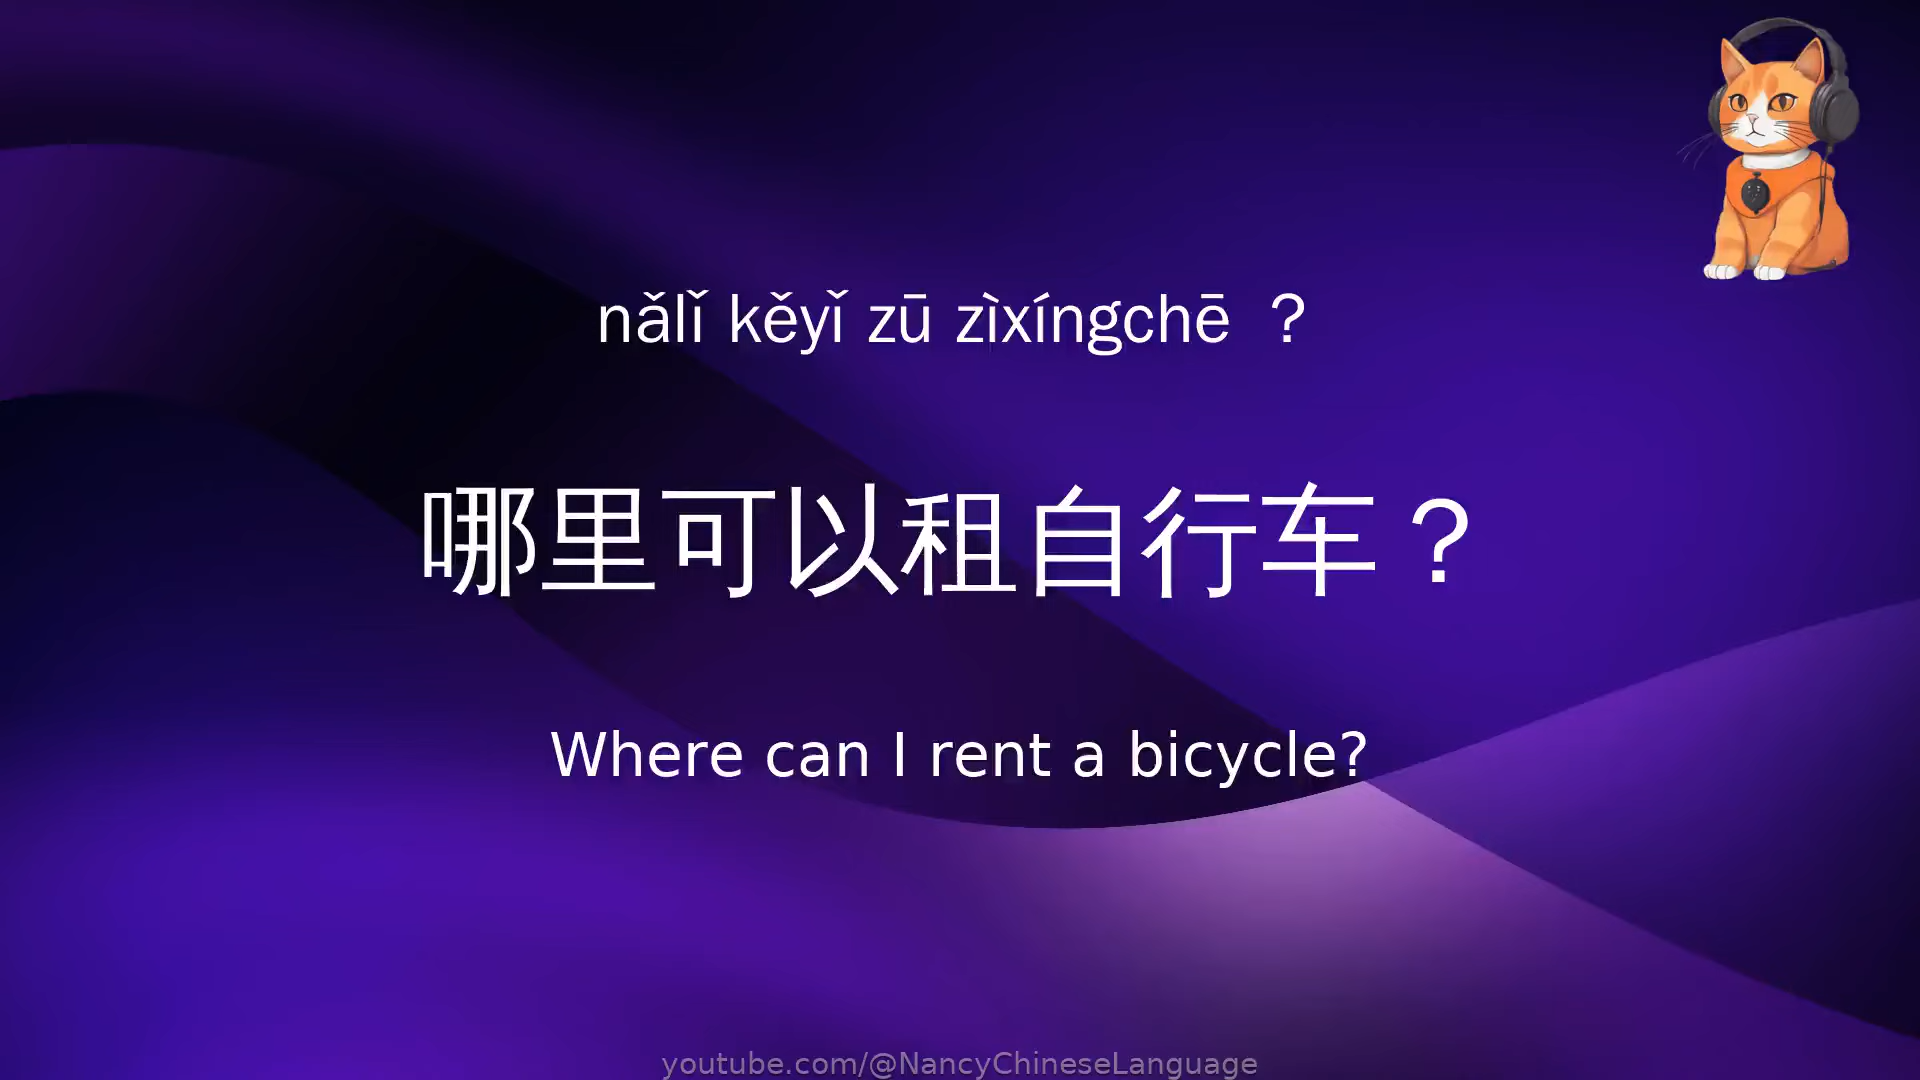 nǎlǐ kěyǐ zū zìxíngchē ？
哪里可以租自行车？
Where can I rent a bicycle?
youtube.com/@NancyChineseLanguage